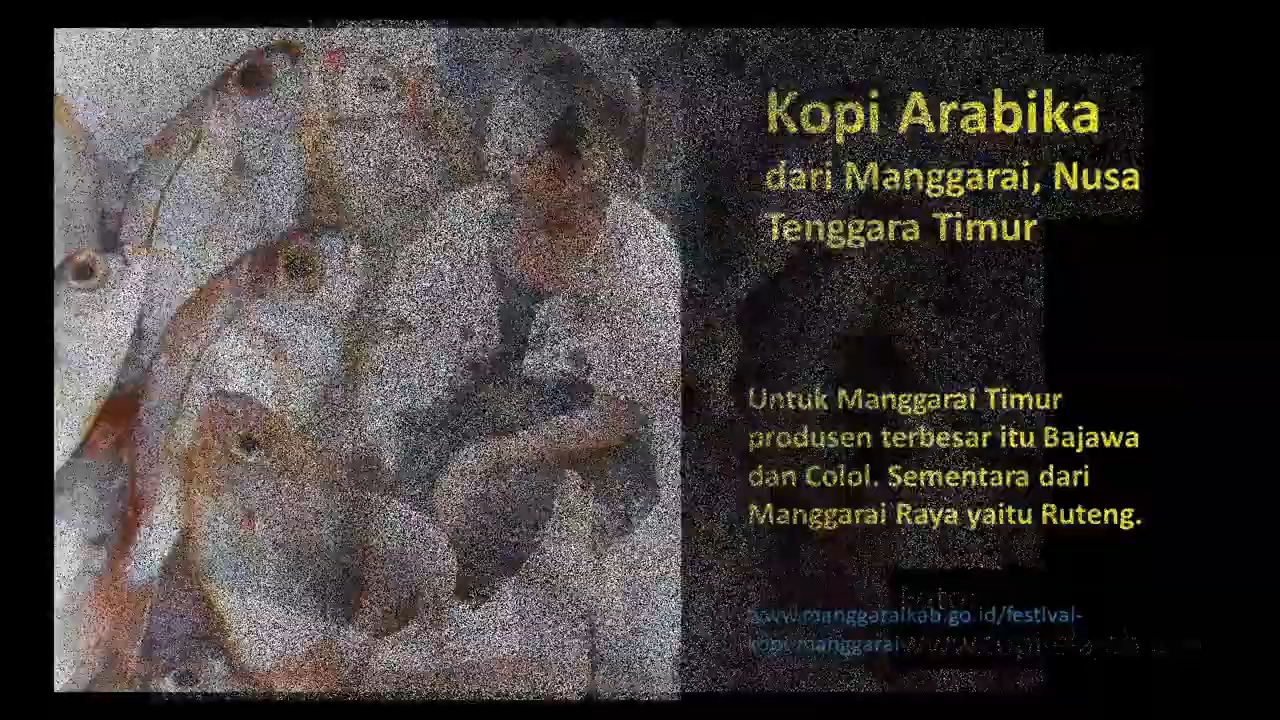 Kopi Arabika
dari Manggarai, Nusa
Tenggara Timur
Untuk Manggarai Timur
produsen terbesar itu Bajawa
dan Colol. Sementara dari
Manggarai Raya yaitu Ruteng.
www.manggaraikab.go.id/festival-
kopi-manggarai